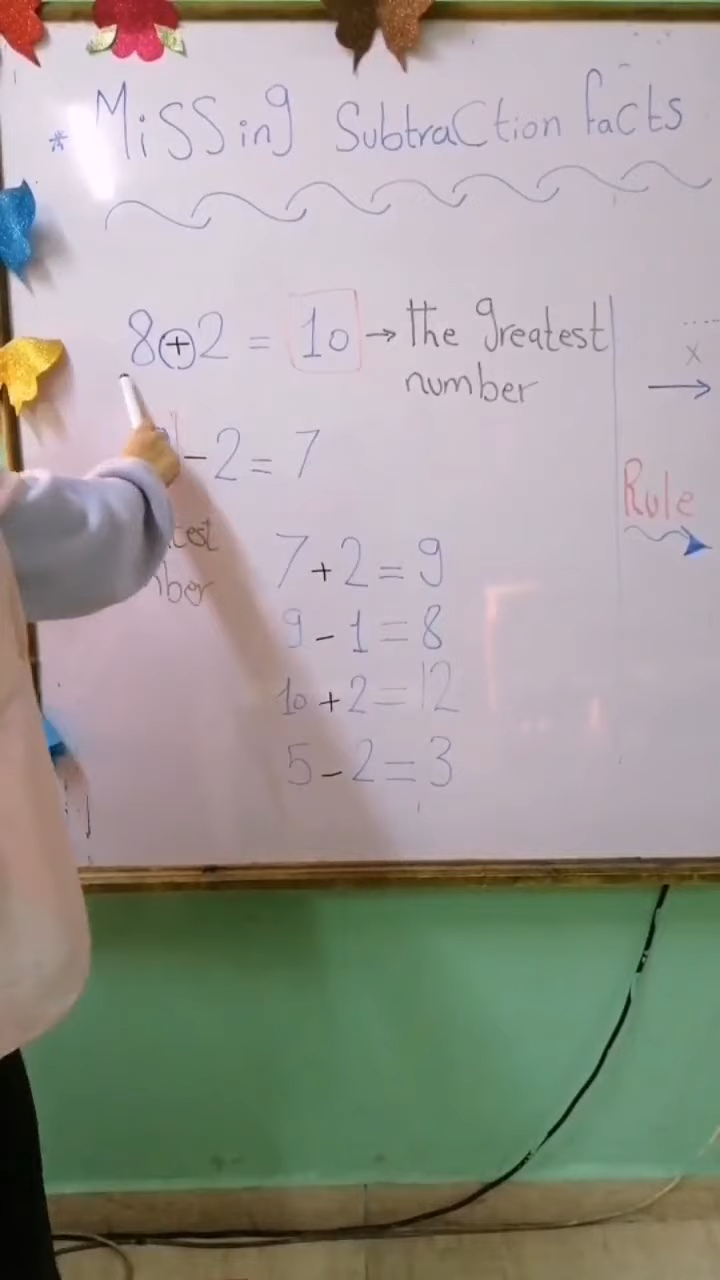 * Missing Subtraction facts
8 + 2 = 10 → the greatest
number
- 2 = 7
7 + 2 = 9
9 - 1 = 8
10 + 2 = 12
5 - 2 = 3
x
→
Rule